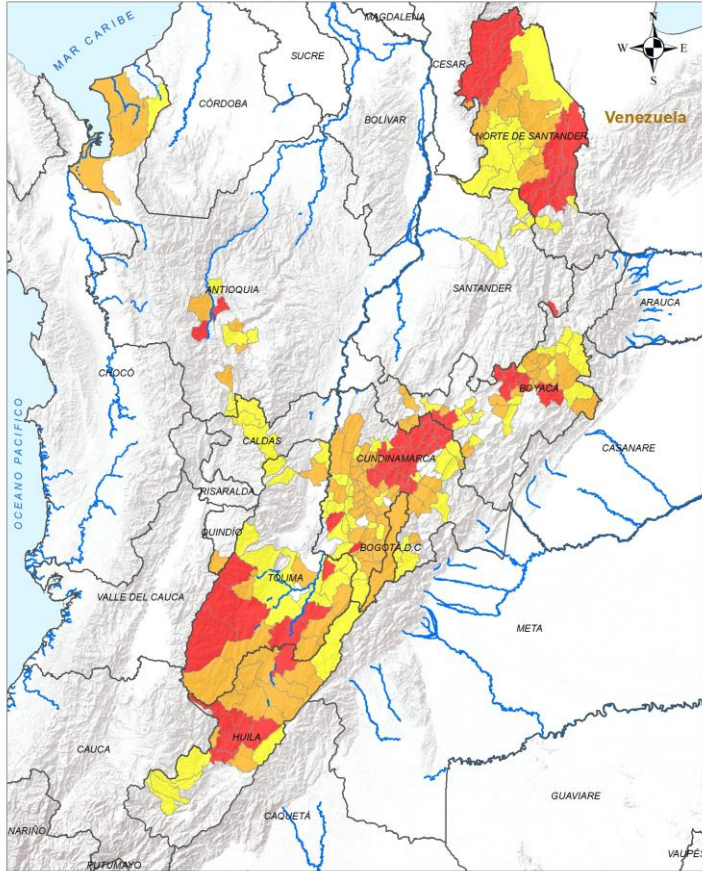 MAGDALENA
N
MAR CARIBE
W E
SUCRE
CESAR
S
CÓRDOBA
BOLÍVAR
Venezuela
NORTE DE SANTANDER
ANTIOQUIA
SANTANDER
ARAUCA
CHOCÓ
BOYACÁ
CALDAS
CUNDINAMARCA
CASANARE
OCEANO PACIFICO
RISARALDA
QUINDÍO
BOGOTÁ D.C
TOLIMA
VALLE DEL CAUCA
META
HUILA
CAUCA
GUAVIARE
CAQUETÁ
NARIÑO
PUTUMAYO
VAUPÉS